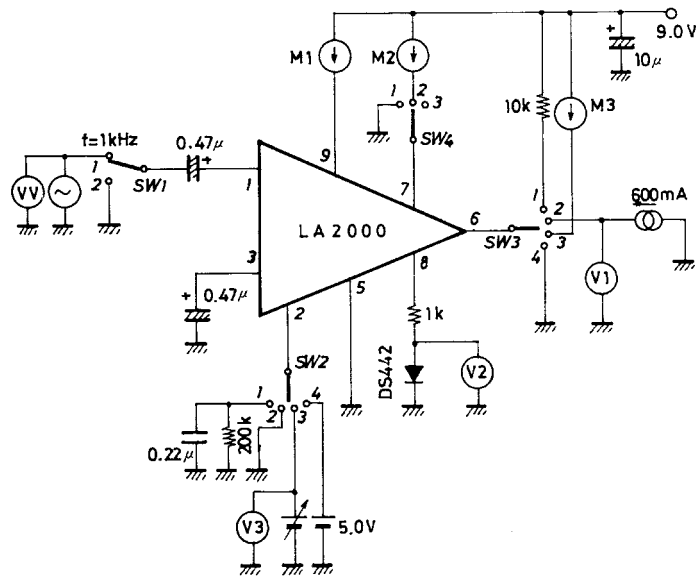 9.0V
M1
M2
+
10μ
1
2
3
10k
M3
f=1kHz
0.47μ
+
SW4
9
VV
~
1
2
SW1
1
7
1
600mA
LA2000
6
2
SW3
3
4
3
8
+
0.47μ
2
5
V1
1k
SW2
DS442
V2
1
2
3
4
0.22μ
200k
V3
5.0V